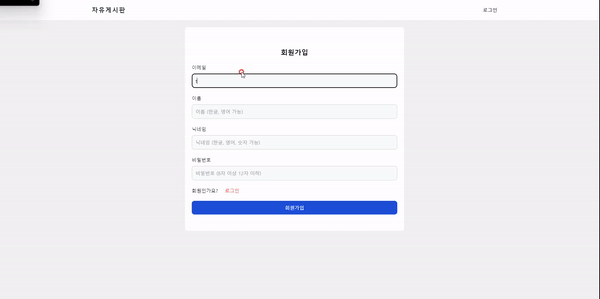 자유게시판
로그인
회원가입
이메일
이름
이름 (한글, 영어 가능)
닉네임
닉네임 (한글, 영어, 숫자 가능)
비밀번호
비밀번호 (8자 이상 12자 이하)
회원인가요? 로그인
회원가입